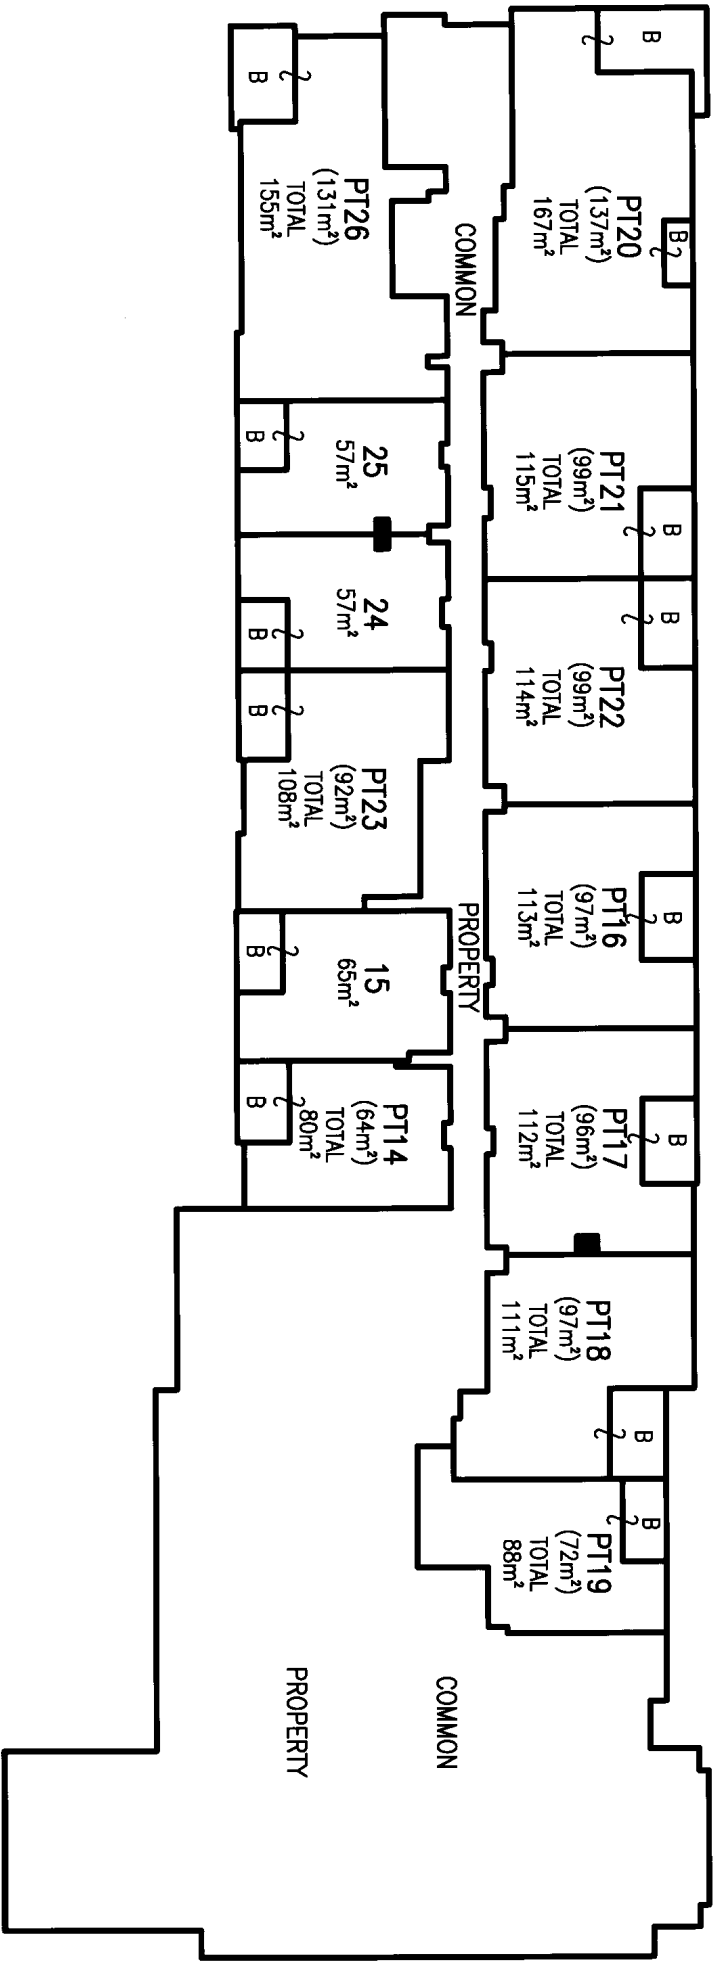 B
PT20
(137m²)
TOTAL
167m²
B
PT21
(99m²)
TOTAL
115m²
B
B
PT22
(99m²)
TOTAL
114m²
PT16
(97m²)
TOTAL
113m²
B
PT17
(96m²)
TOTAL
112m²
B
PT18
(97m²)
TOTAL
111m²
B
PT19
(72m²)
TOTAL
88m²
B
COMMON
PROPERTY
B
PT26
(131m²)
TOTAL
155m²
25
57m²
B
24
57m²
B
PT23
(92m²)
TOTAL
108m²
B
15
65m²
B
PT14
(64m²)
TOTAL
80m²
B
COMMON
PROPERTY